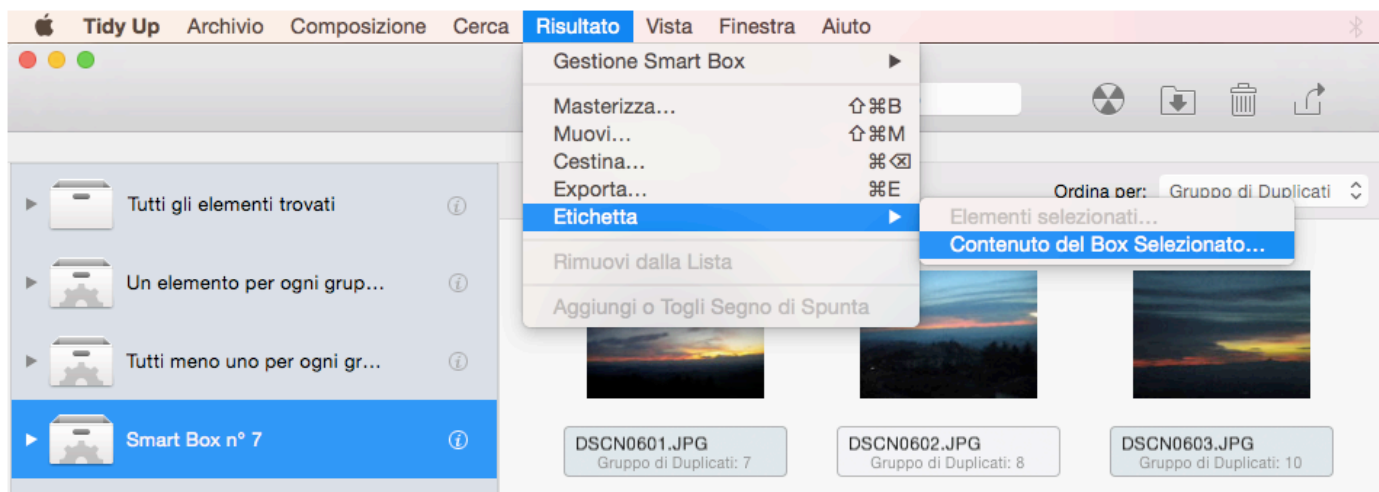 Tidy Up Archivio Composizione Cerca Risultato Vista Finestra Aiuto
Gestione Smart Box
Masterizza… ⇧⌘B
Muovi… ⇧⌘M
Cestina… ⌘⌫
Exporta… ⌘E
Etichetta
Elementi selezionati…
Contenuto del Box Selezionato…
Rimuovi dalla Lista
Aggiungi o Togli Segno di Spunta
Ordina per: Gruppo di Duplicati
Tutti gli elementi trovati
Un elemento per ogni grup…
Tutti meno uno per ogni gr…
Smart Box n° 7
DSCN0601.JPG
Gruppo di Duplicati: 7
DSCN0602.JPG
Gruppo di Duplicati: 8
DSCN0603.JPG
Gruppo di Duplicati: 10